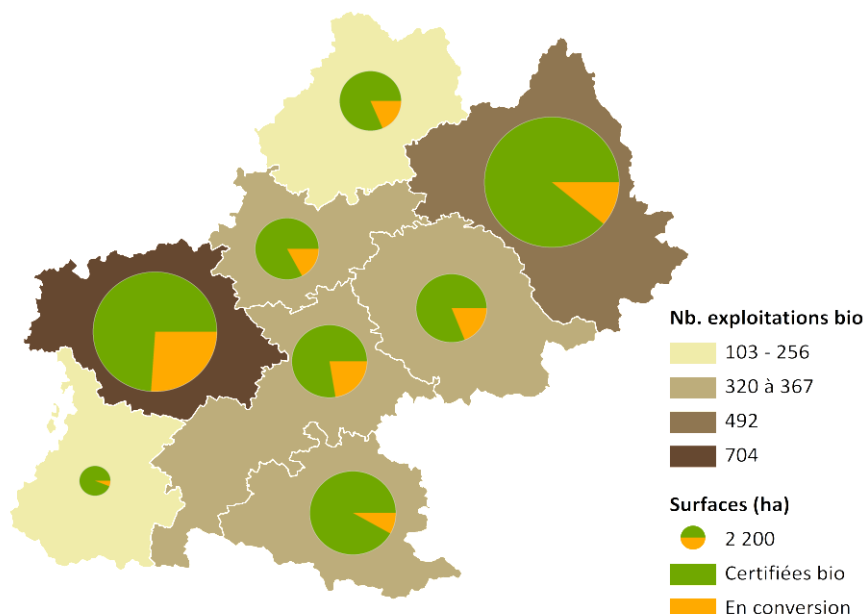 Nb. exploitations bio
103 - 256
320 à 367
492
704
Surfaces (ha)
2 200
Certifiées bio
En conversion